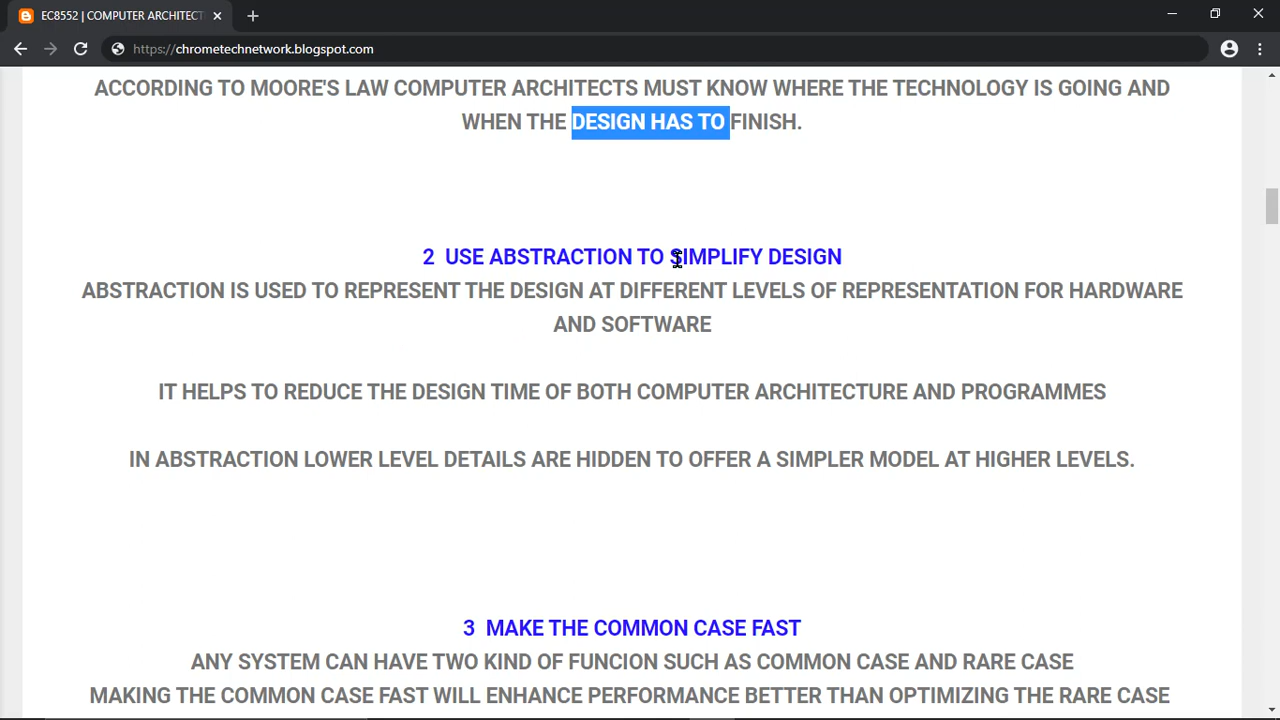 EC8552 | COMPUTER ARCHITECT
https://chrometechnetwork.blogspot.com
ACCORDING TO MOORE'S LAW COMPUTER ARCHITECTS MUST KNOW WHERE THE TECHNOLOGY IS GOING AND
WHEN THE DESIGN HAS TO FINISH.
2 USE ABSTRACTION TO SIMPLIFY DESIGN
ABSTRACTION IS USED TO REPRESENT THE DESIGN AT DIFFERENT LEVELS OF REPRESENTATION FOR HARDWARE
AND SOFTWARE
IT HELPS TO REDUCE THE DESIGN TIME OF BOTH COMPUTER ARCHITECTURE AND PROGRAMMES
IN ABSTRACTION LOWER LEVEL DETAILS ARE HIDDEN TO OFFER A SIMPLER MODEL AT HIGHER LEVELS.
3 MAKE THE COMMON CASE FAST
ANY SYSTEM CAN HAVE TWO KIND OF FUNCION SUCH AS COMMON CASE AND RARE CASE
MAKING THE COMMON CASE FAST WILL ENHANCE PERFORMANCE BETTER THAN OPTIMIZING THE RARE CASE